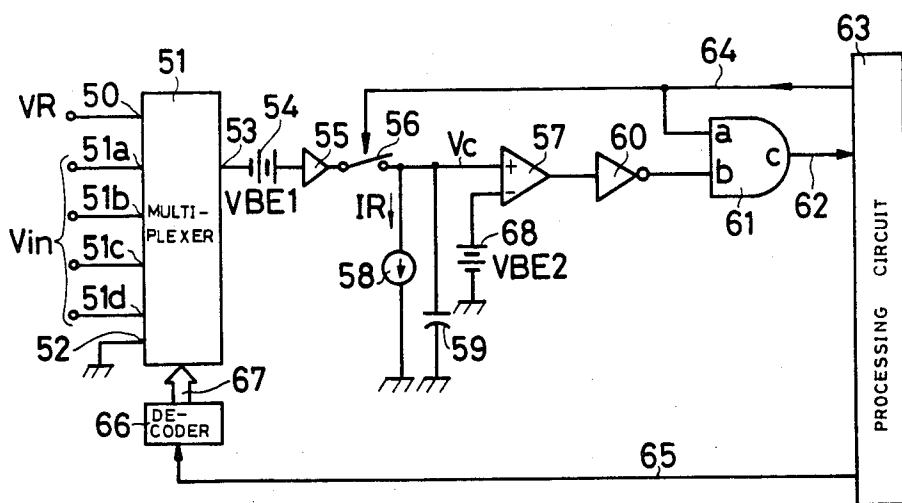 63
51
64
VR
50
54
53
55
56
Vc
57
60
a
b
c
62
61
51a
51b
51c
51d
Vin
MULTI-
PLEXER
VBE1
IR
+
−
68
VBE2
58
59
52
67
66
DE-
CODER
65
PROCESSING CIRCUIT